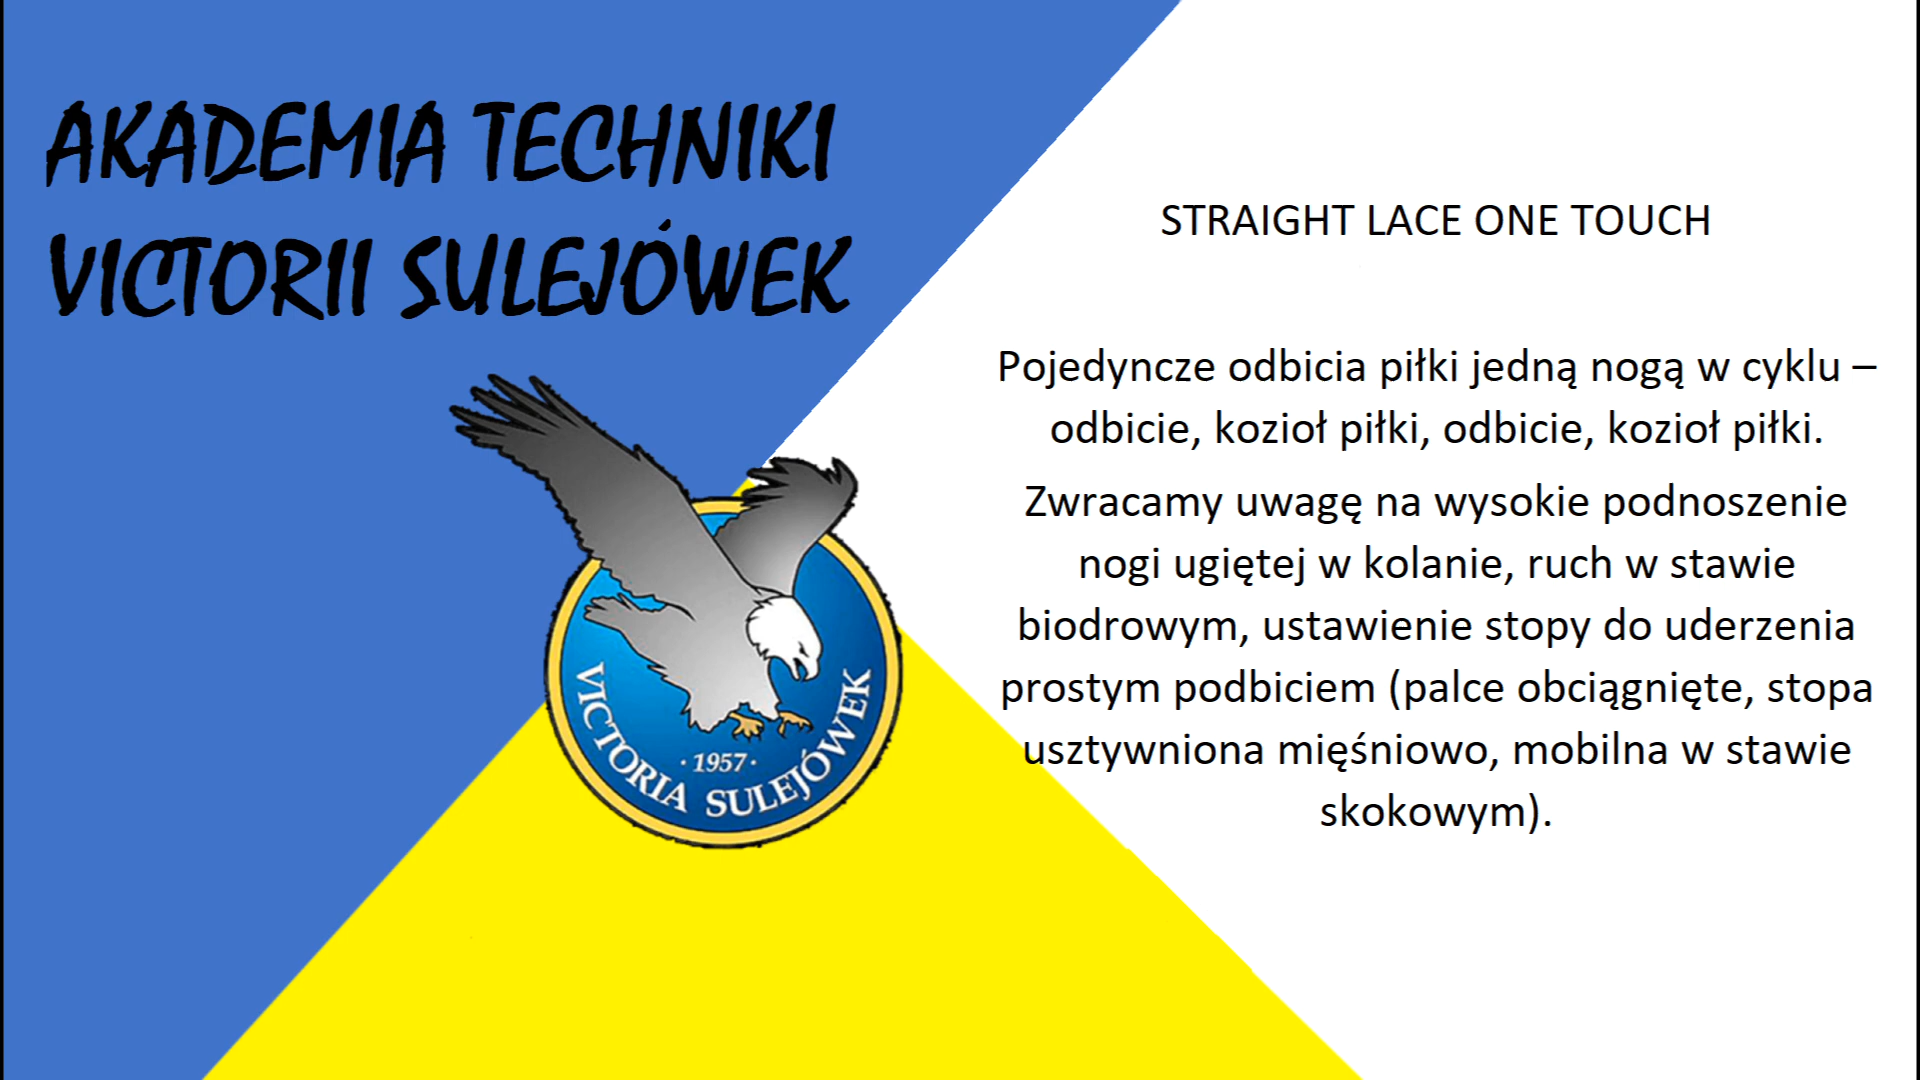 AKADEMIA TECHNIKI
VICTORII SULEJÓWEK
STRAIGHT LACE ONE TOUCH
Pojedyncze odbicia piłki jedną nogą w cyklu –
odbicie, kozioł piłki, odbicie, kozioł piłki.
Zwracamy uwagę na wysokie podnoszenie
nogi ugiętej w kolanie, ruch w stawie
biodrowym, ustawienie stopy do uderzenia
prostym podbiciem (palce obciągnięte, stopa
usztywniona mięśniowo, mobilna w stawie
skokowym).
· 1957 ·
VICTORIA SULEJÓWEK